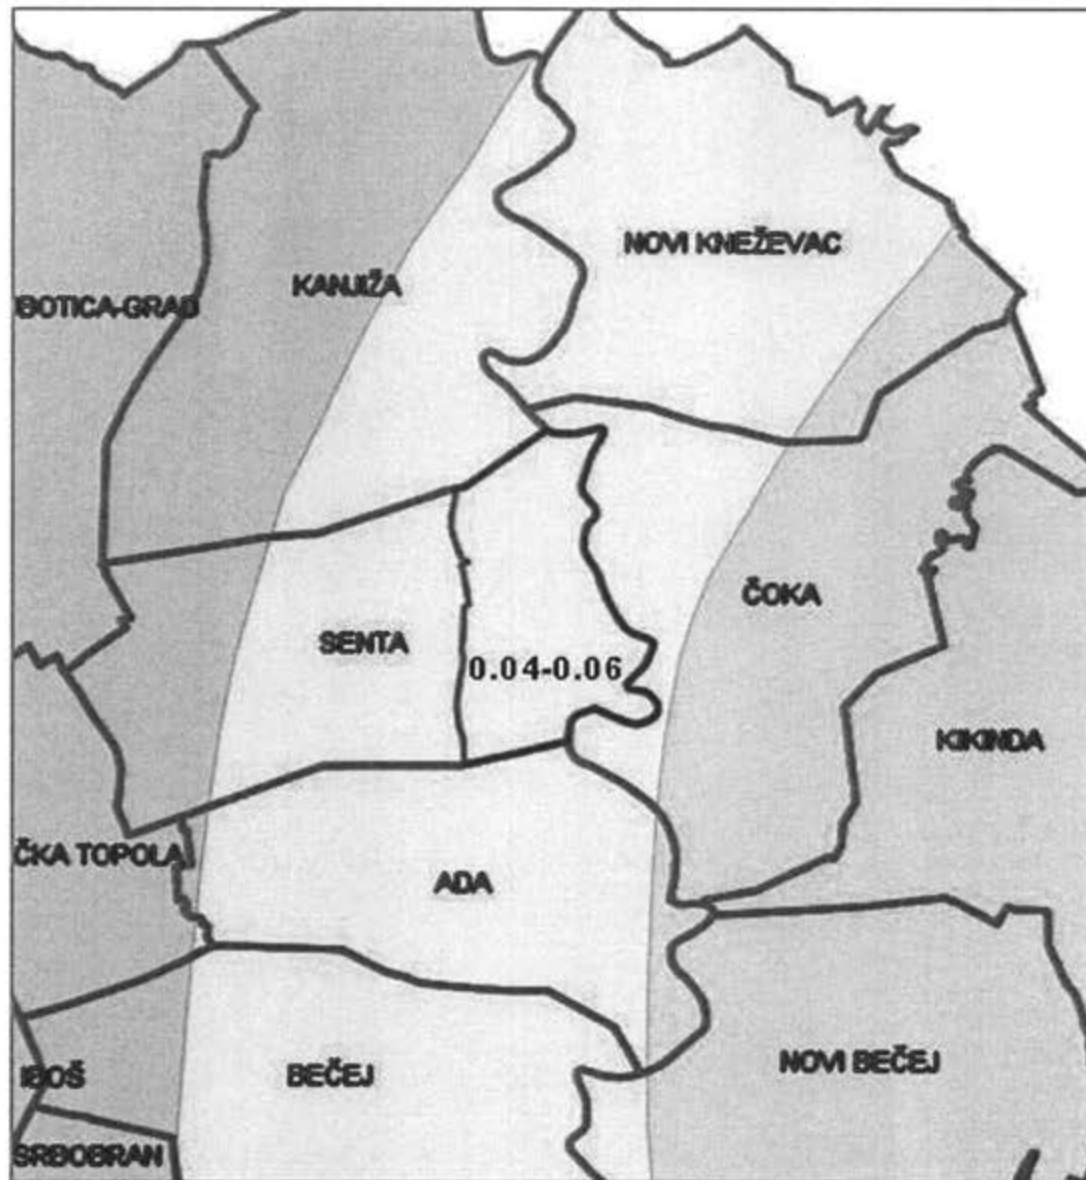 NOVI KNEŽEVAC
KANJIŽA
BOTICA-GRAD
ČOKA
SENTA
0.04-0.06
KIKINDA
ČKA TOPOLA
ADA
NOVI BEČEJ
BEČEJ
IĐOŠ
SRBOBRAN